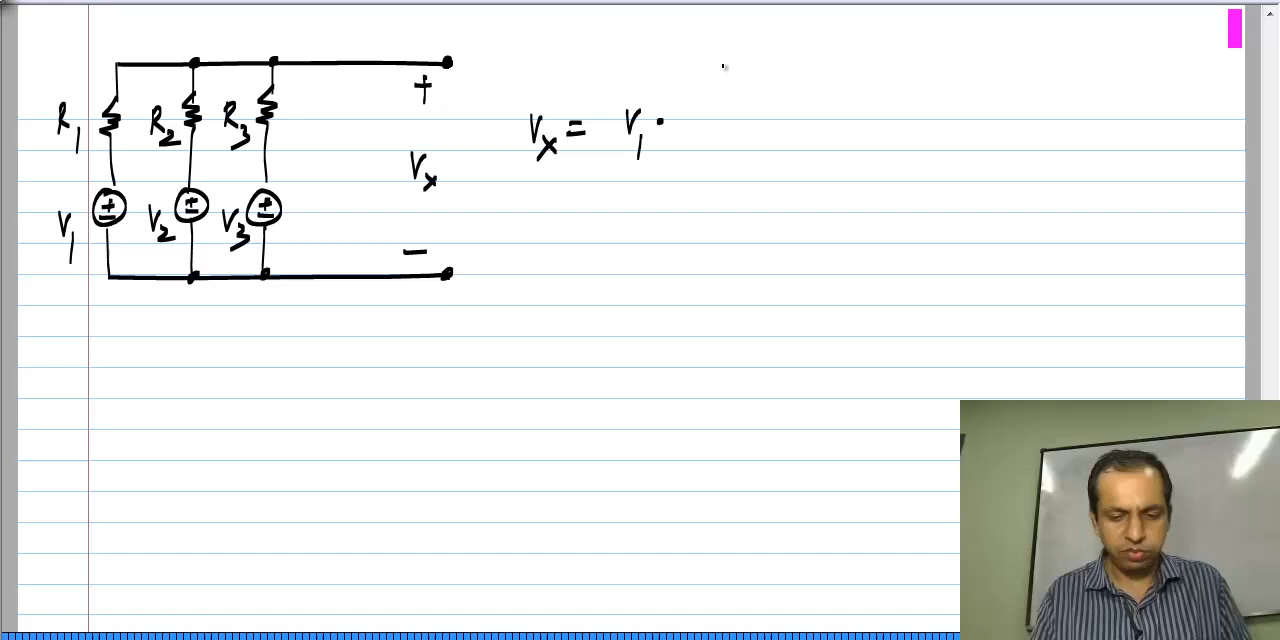 +
R1 R2 R3
Vx = V1 ·
Vx
+ + +
V1 V2 V3
−